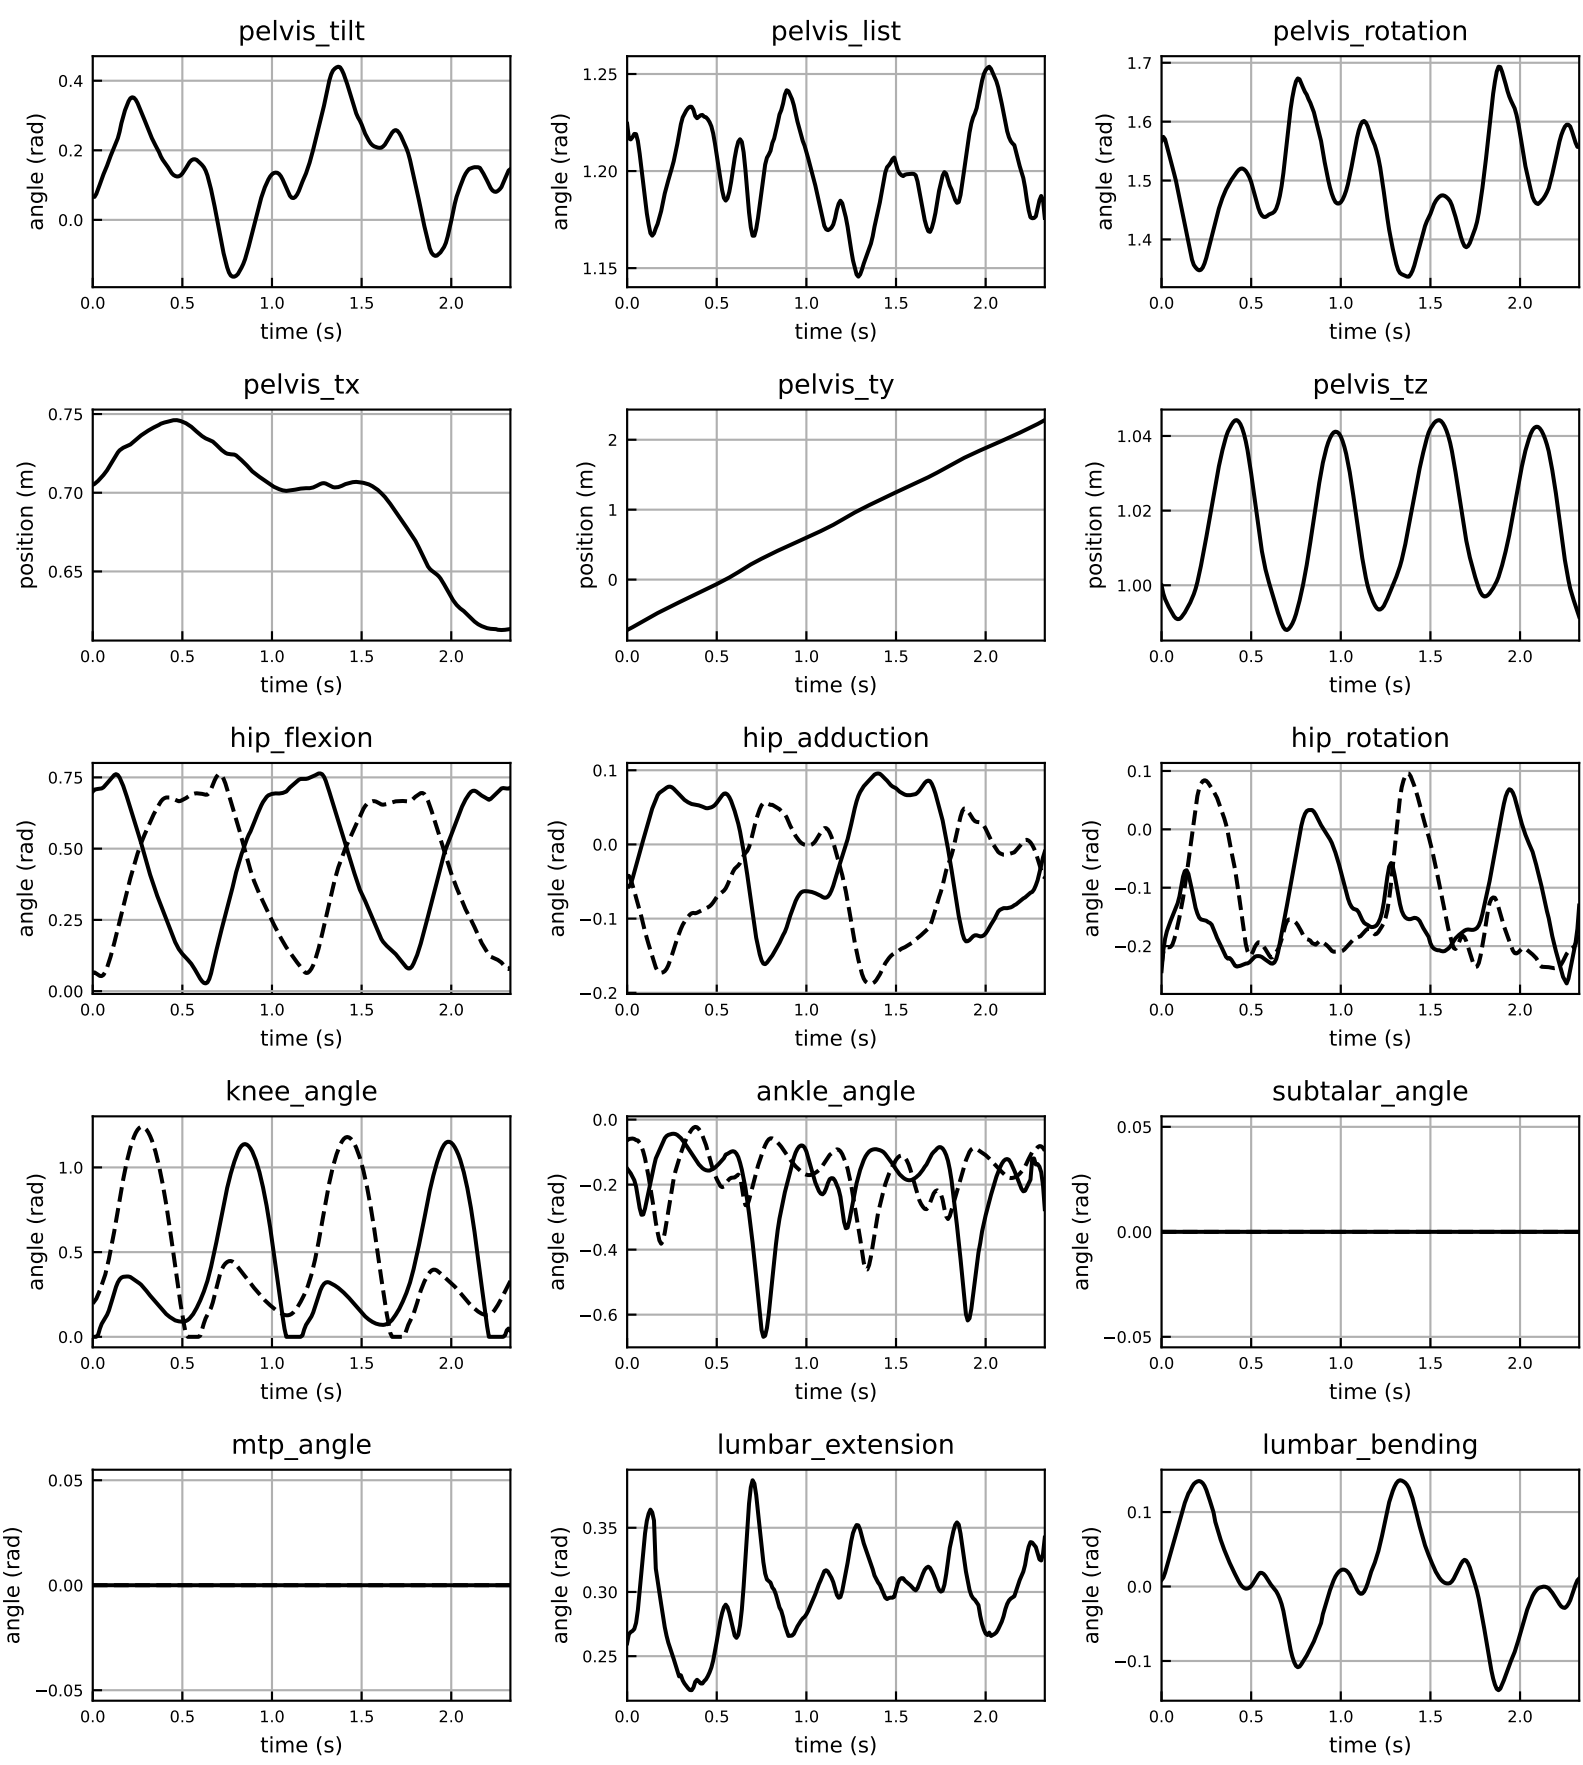 pelvis_tilt
angle (rad)
0.4
0.2
0.0
0.0 0.5 1.0 1.5 2.0
time (s)
pelvis_list
angle (rad)
1.25
1.20
1.15
0.0 0.5 1.0 1.5 2.0
time (s)
pelvis_rotation
angle (rad)
1.7
1.6
1.5
1.4
0.0 0.5 1.0 1.5 2.0
time (s)
pelvis_tx
position (m)
0.75
0.70
0.65
0.0 0.5 1.0 1.5 2.0
time (s)
pelvis_ty
position (m)
2
1
0
0.0 0.5 1.0 1.5 2.0
time (s)
pelvis_tz
position (m)
1.04
1.02
1.00
0.0 0.5 1.0 1.5 2.0
time (s)
hip_flexion
angle (rad)
0.75
0.50
0.25
0.00
0.0 0.5 1.0 1.5 2.0
time (s)
hip_adduction
angle (rad)
0.1
0.0
−0.1
−0.2
0.0 0.5 1.0 1.5 2.0
time (s)
hip_rotation
angle (rad)
0.1
0.0
−0.1
−0.2
0.0 0.5 1.0 1.5 2.0
time (s)
knee_angle
angle (rad)
1.0
0.5
0.0
0.0 0.5 1.0 1.5 2.0
time (s)
ankle_angle
angle (rad)
0.0
−0.2
−0.4
−0.6
0.0 0.5 1.0 1.5 2.0
time (s)
subtalar_angle
angle (rad)
0.05
0.00
−0.05
0.0 0.5 1.0 1.5 2.0
time (s)
mtp_angle
angle (rad)
0.05
0.00
−0.05
0.0 0.5 1.0 1.5 2.0
time (s)
lumbar_extension
angle (rad)
0.35
0.30
0.25
0.0 0.5 1.0 1.5 2.0
time (s)
lumbar_bending
angle (rad)
0.1
0.0
−0.1
0.0 0.5 1.0 1.5 2.0
time (s)